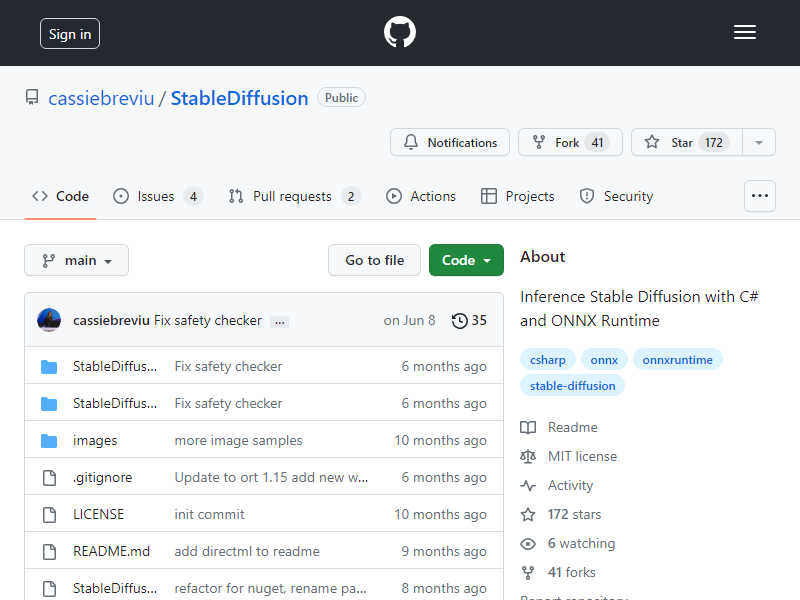 Sign in
cassiebreviu / StableDiffusion Public
Notifications Fork 41 Star 172
Code Issues 4 Pull requests 2 Actions Projects Security ...
main Go to file Code
cassiebreviu Fix safety checker ... on Jun 8 35
StableDiffus... Fix safety checker 6 months ago
StableDiffus... Fix safety checker 6 months ago
images more image samples 10 months ago
.gitignore Update to ort 1.15 add new w... 6 months ago
LICENSE init commit 10 months ago
README.md add directml to readme 9 months ago
StableDiffus... refactor for nuget, rename pa... 8 months ago
About
Inference Stable Diffusion with C#
and ONNX Runtime
csharp onnx onnxruntime
stable-diffusion
Readme
MIT license
Activity
172 stars
6 watching
41 forks
Report repository